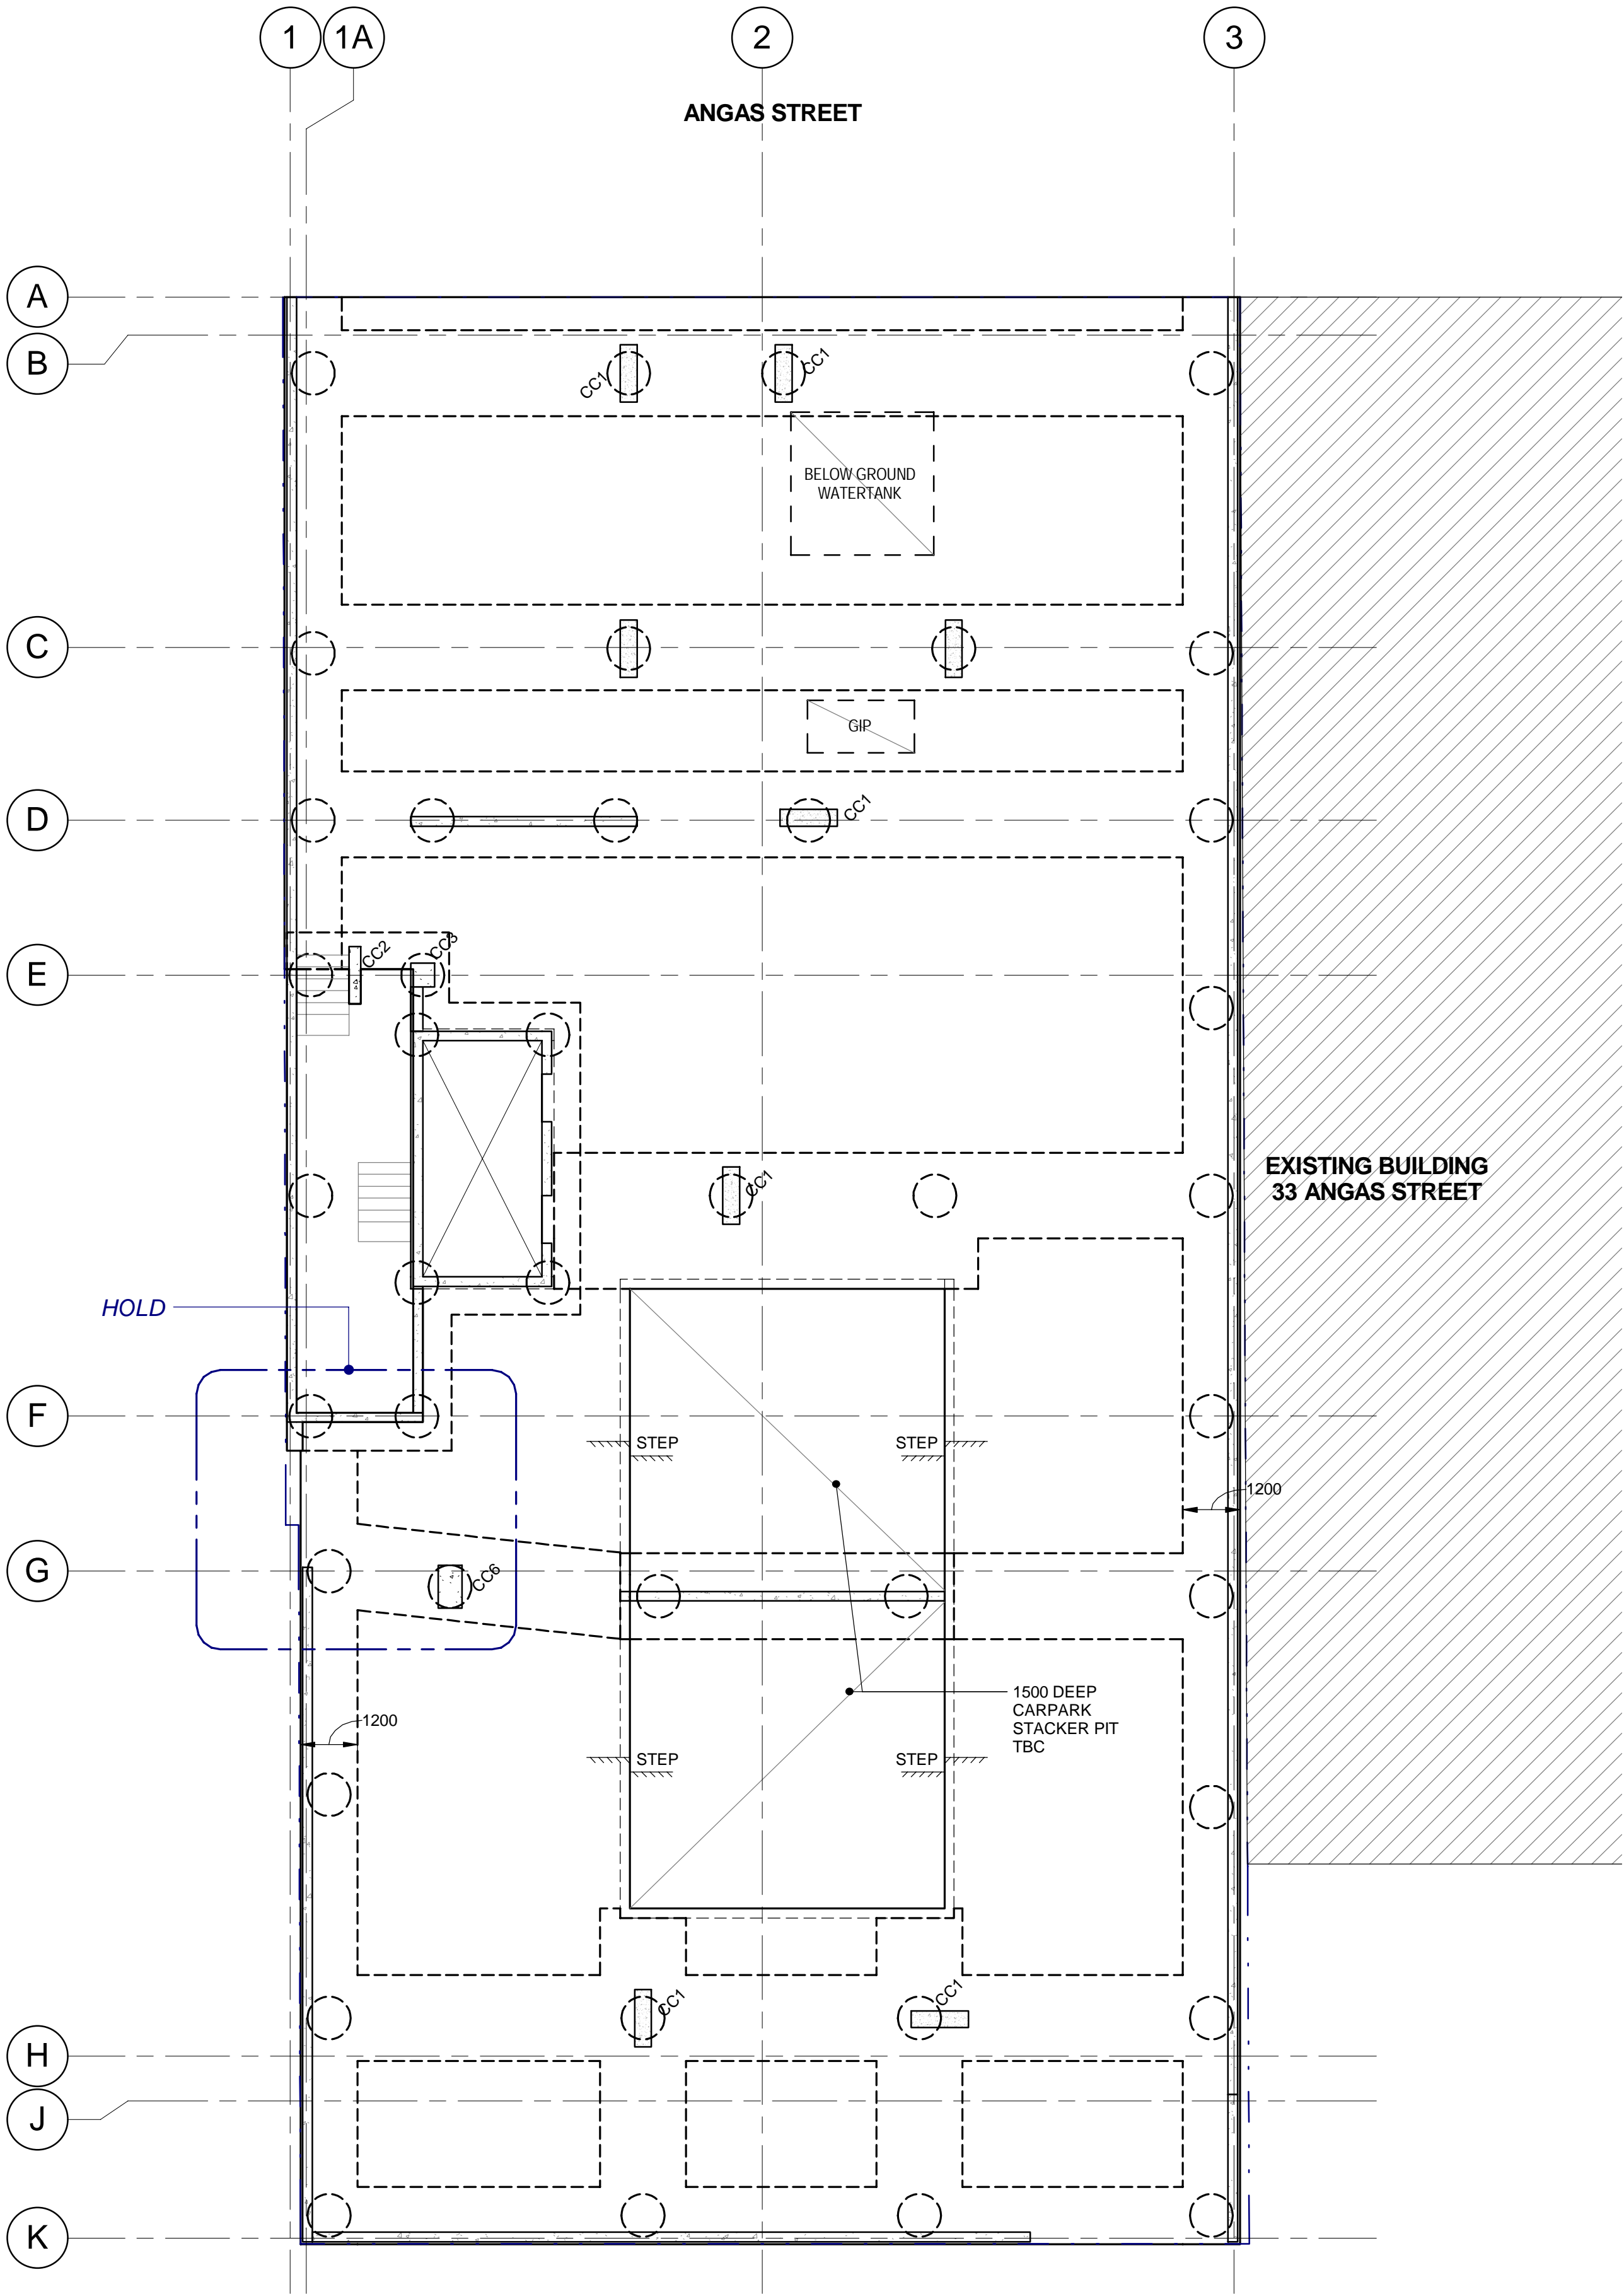 1
1A
2
3
ANGAS STREET
A
B
CC1
CC1
BELOW GROUND
WATERTANK
C
GIP
D
CC1
E
CC2
CC3
CC1
EXISTING BUILDING
33 ANGAS STREET
HOLD
F
STEP
STEP
1200
G
CC6
1500 DEEP
CARPARK
STACKER PIT
TBC
1200
STEP
STEP
CC1
CC1
H
J
K